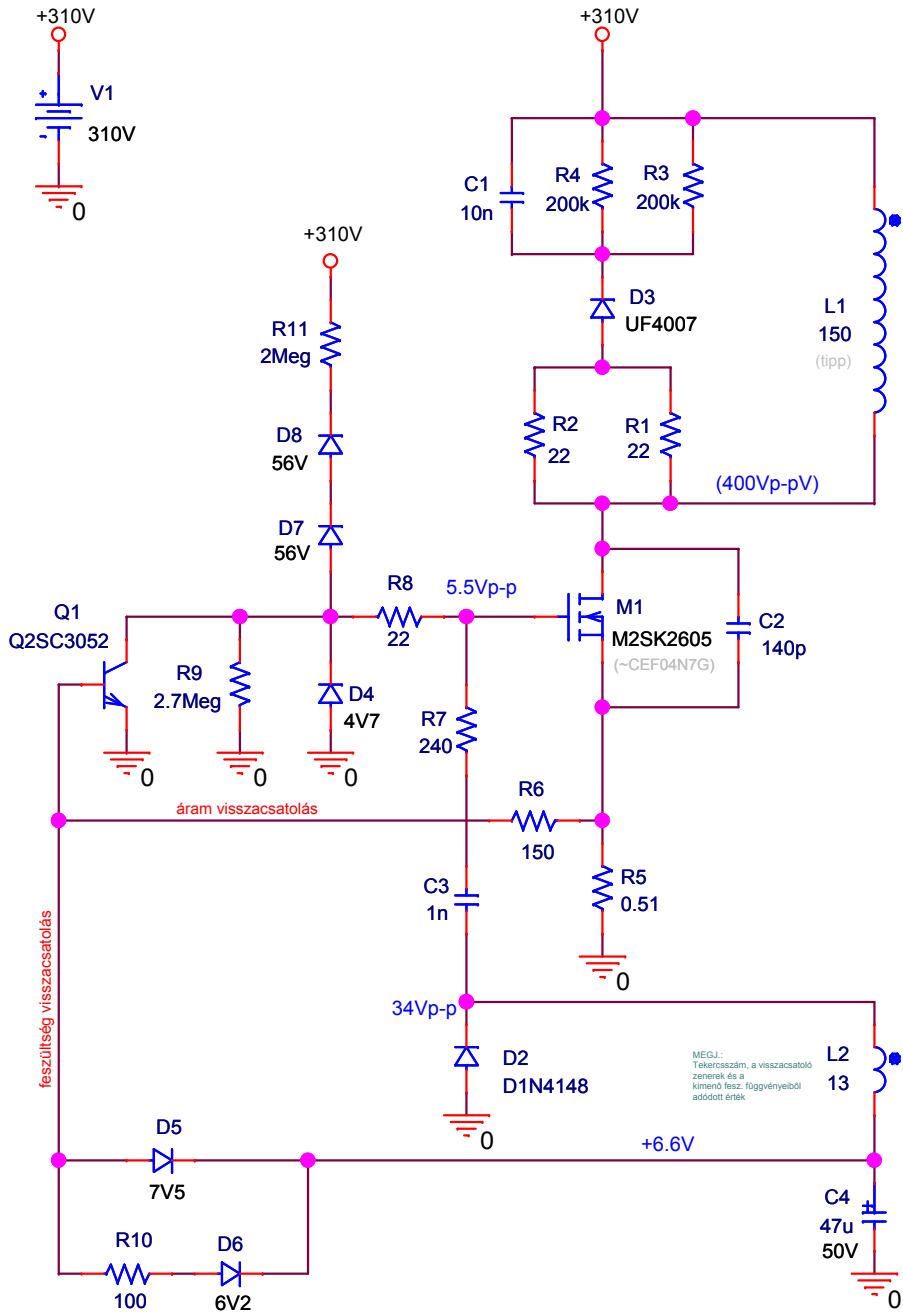 +310V
+
V1
310V
-
0
+310V
C1
10n
R4
200k
R3
200k
L1
150
(tipp)
D3
UF4007
R2
22
R1
22
(400Vp-pV)
+310V
R11
2Meg
D8
56V
D7
56V
R8
22
5.5Vp-p
M1
M2SK2605
(~CEF04N7G)
C2
140p
Q1
Q2SC3052
R9
2.7Meg
D4
4V7
0
0
0
R7
240
áram visszacsatolás
R6
150
R5
0.51
0
C3
1n
feszültség visszacsatolás
34Vp-p
D2
D1N4148
0
MEGJ.:
Tekercsszám, a visszacsatoló
zenerek és a
kimenő fesz. függvényeiből
adódott érték
L2
13
+6.6V
D5
7V5
R10
100
D6
6V2
C4
+
47u
50V
0